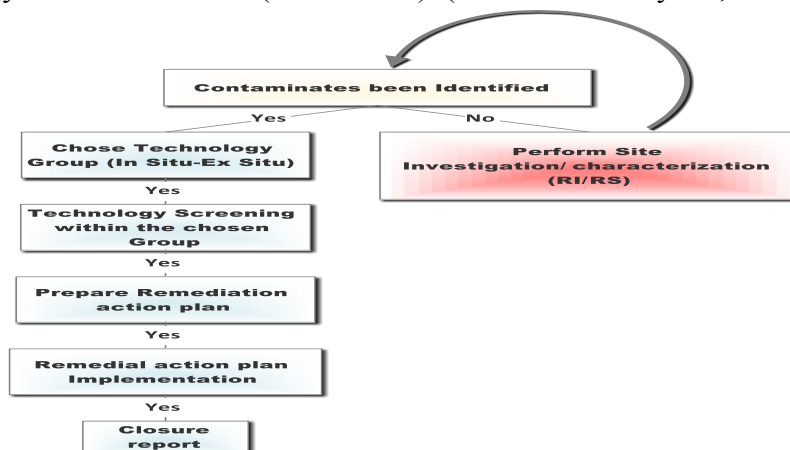 Contaminates been Identified
Yes
No
Chose Technology
Group (In Situ-Ex Situ)
Perform Site
Investigation/ characterization
(RI/RS)
Yes
Technology Screening
within the chosen
Group
Yes
Prepare Remediation
action plan
Yes
Remedial action plan
Implementation
Yes
Closure
report